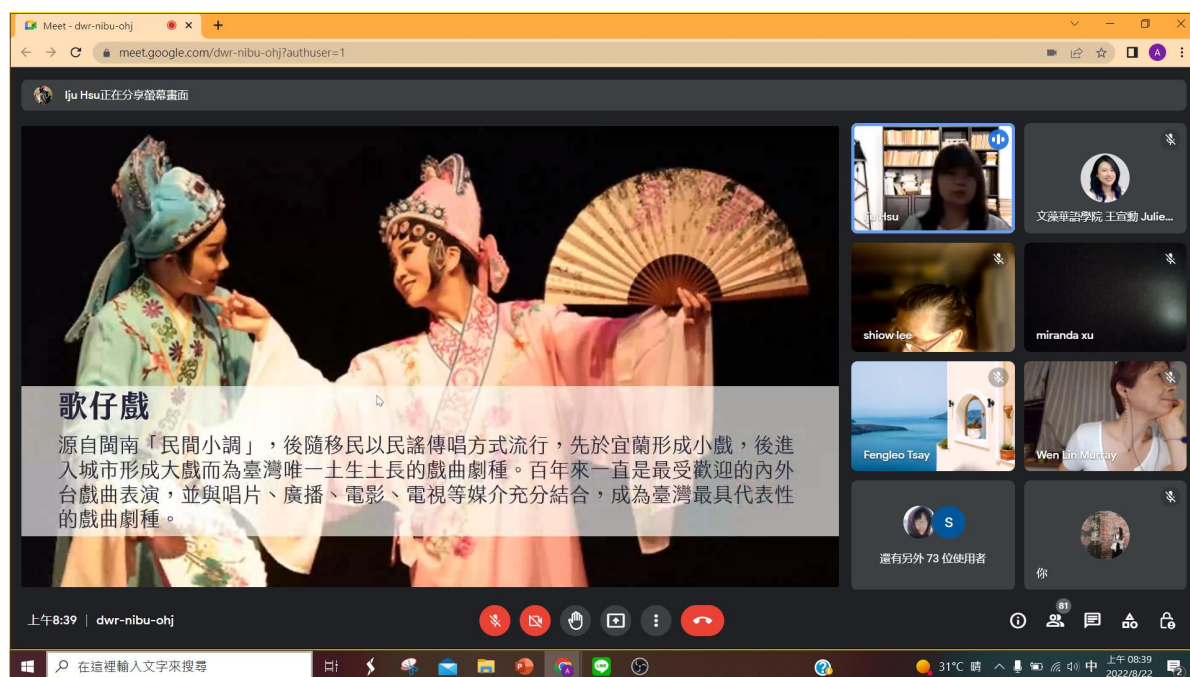 Meet - dwr-nibu-ohj
meet.google.com/dwr-nibu-ohj?authuser=1
A
Iju Hsu正在分享螢幕畫面
歌仔戲
源自閩南「民間小調」，後隨移民以民謠傳唱方式流行，先於宜蘭形成小戲，後進
入城市形成大戲而為臺灣唯一土生土長的戲曲劇種。百年來一直是最受歡迎的內外
台戲曲表演，並與唱片、廣播、電影、電視等媒介充分結合，成為臺灣最具代表性
的戲曲劇種。
Iju Hsu
文藻華語學院 王宣勻 Julie...
shiow lee
miranda xu
Fengleo Tsay
Wen Lin Murray
S
還有另外 73 位使用者
你
上午8:39 | dwr-nibu-ohj
81
在這裡輸入文字來搜尋
31°C 晴
中
上午 08:39
2022/8/22
2